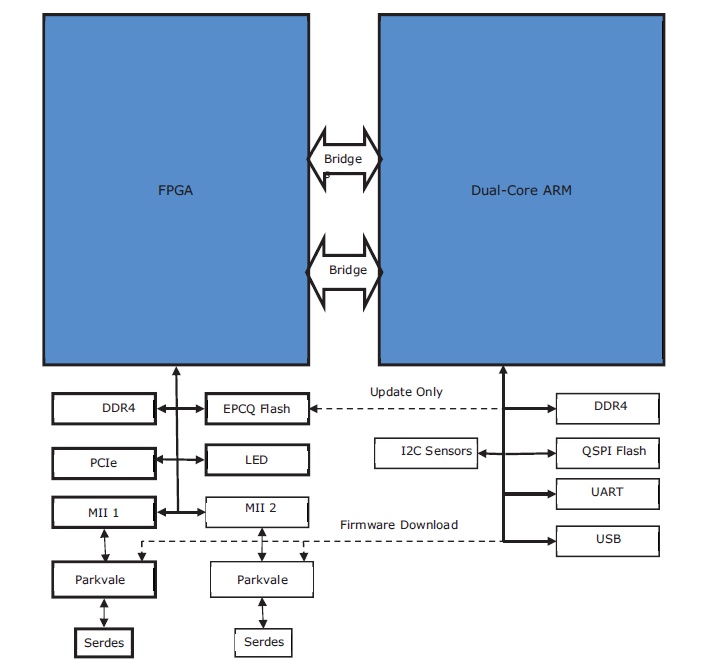 Bridge
s
FPGA
Dual-Core ARM
Bridge
Update Only
DDR4
EPCQ Flash
DDR4
I2C Sensors
QSPI Flash
PCIe
LED
UART
MII 1
MII 2
Firmware Download
USB
Parkvale
Parkvale
Serdes
Serdes